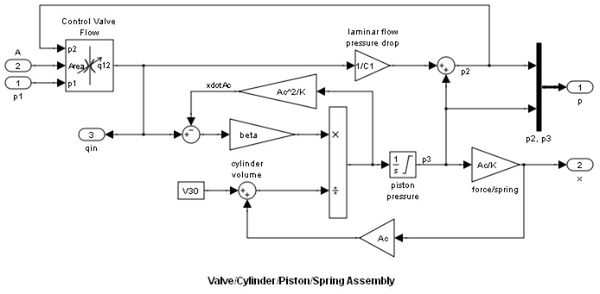 Control Valve
Flow
laminar flow
pressure drop
A
2
p2
Area
q12
1
p1
p1
1/C1
p2
1
p
xdotAc
Ac^2/K
3
qin
beta
×
p2, p3
cylinder
volume
1
s
p3
Ac/K
2
x
V30
÷
piston
pressure
force/spring
Ac
Valve/Cylinder/Piston/Spring Assembly